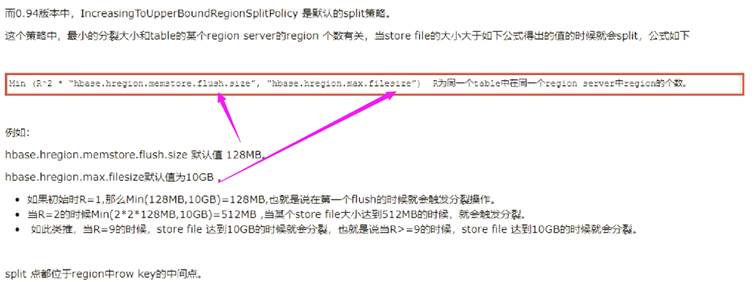 而0.94版本中，IncreasingToUpperBoundRegionSplitPolicy 是默认的split策略。
这个策略中，最小的分裂大小和table的某个region server的region 个数有关，当store file的大小大于如下公式得出的值的时候就会split，公式如下
Min (R^2 * "hbase.hregion.memstore.flush.size", "hbase.hregion.max.filesize") R为同一个table中在同一个region server中region的个数。
例如：
hbase.hregion.memstore.flush.size 默认值 128MB。
hbase.hregion.max.filesize默认值为10GB 。
• 如果初始时R=1,那么Min(128MB,10GB)=128MB,也就是说在第一个flush的时候就会触发分裂操作。
• 当R=2的时候Min(2*2*128MB,10GB)=512MB ,当某个store file大小达到512MB的时候，就会触发分裂。
• 如此类推，当R=9的时候，store file 达到10GB的时候就会分裂，也就是说当R>=9的时候，store file 达到10GB的时候就会分裂。
split 点都位于region中row key的中间点。